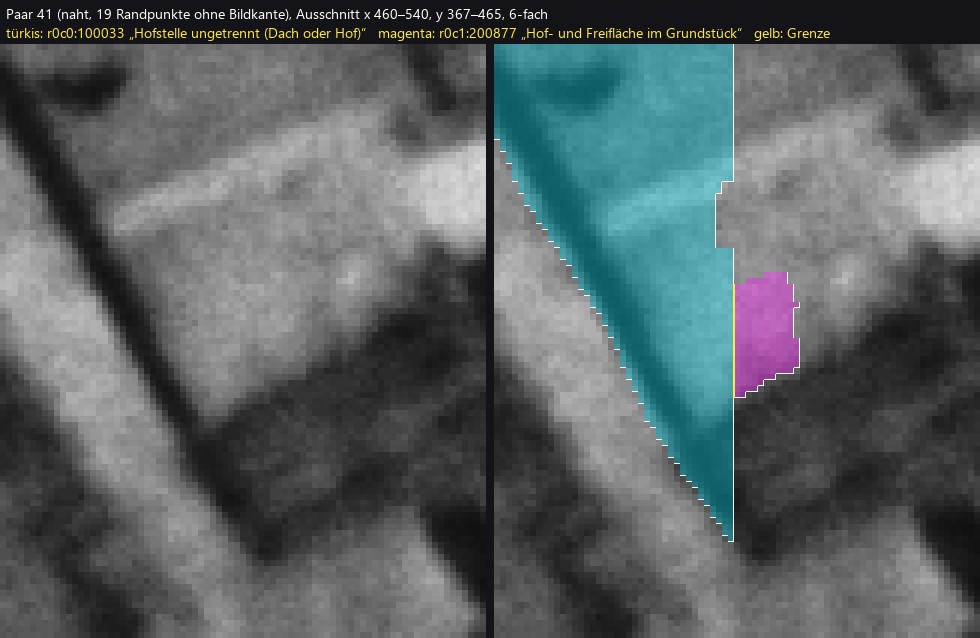 Paar 41 (naht, 19 Randpunkte ohne Bildkante), Ausschnitt x 460–540, y 367–465, 6-fach
türkis: r0c0:100033 „Hofstelle ungetrennt (Dach oder Hof)“ magenta: r0c1:200877 „Hof- und Freifläche im Grundstück“ gelb: Grenze